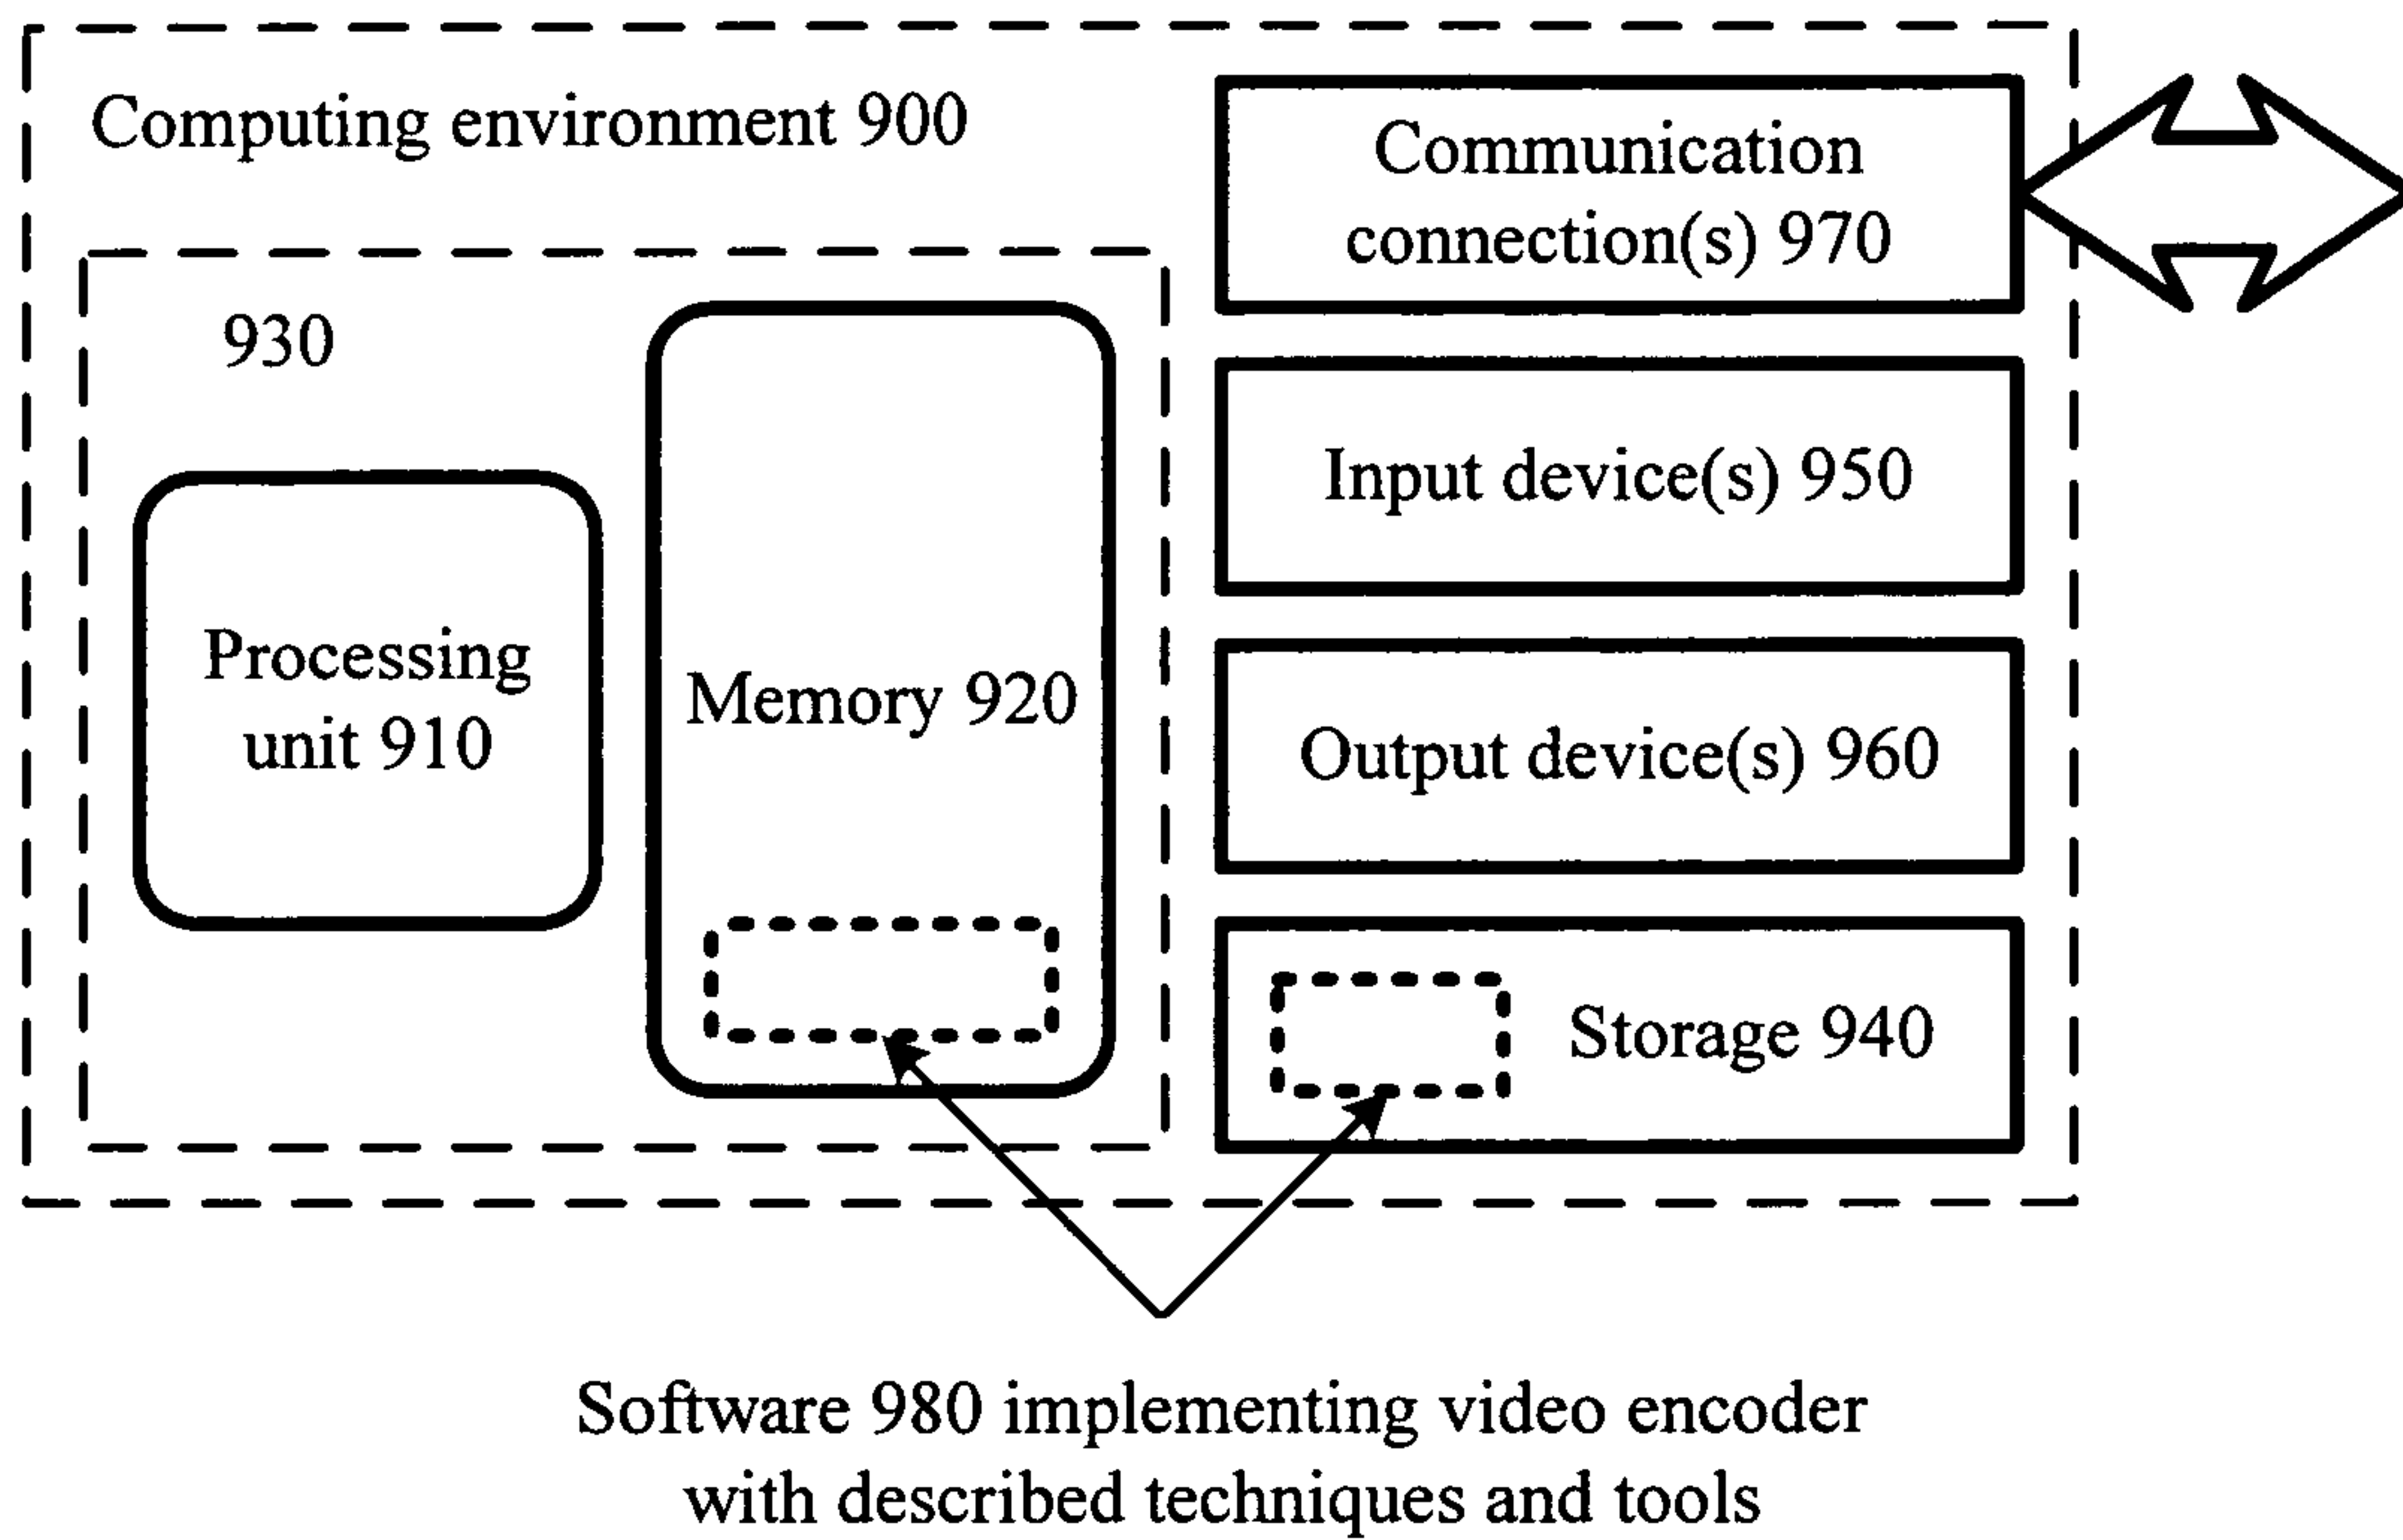 Computing environment 900
930
Processing
unit 910
Memory 920
Communication
connection(s) 970
Input device(s) 950
Output device(s) 960
Storage 940
Software 980 implementing video encoder
with described techniques and tools